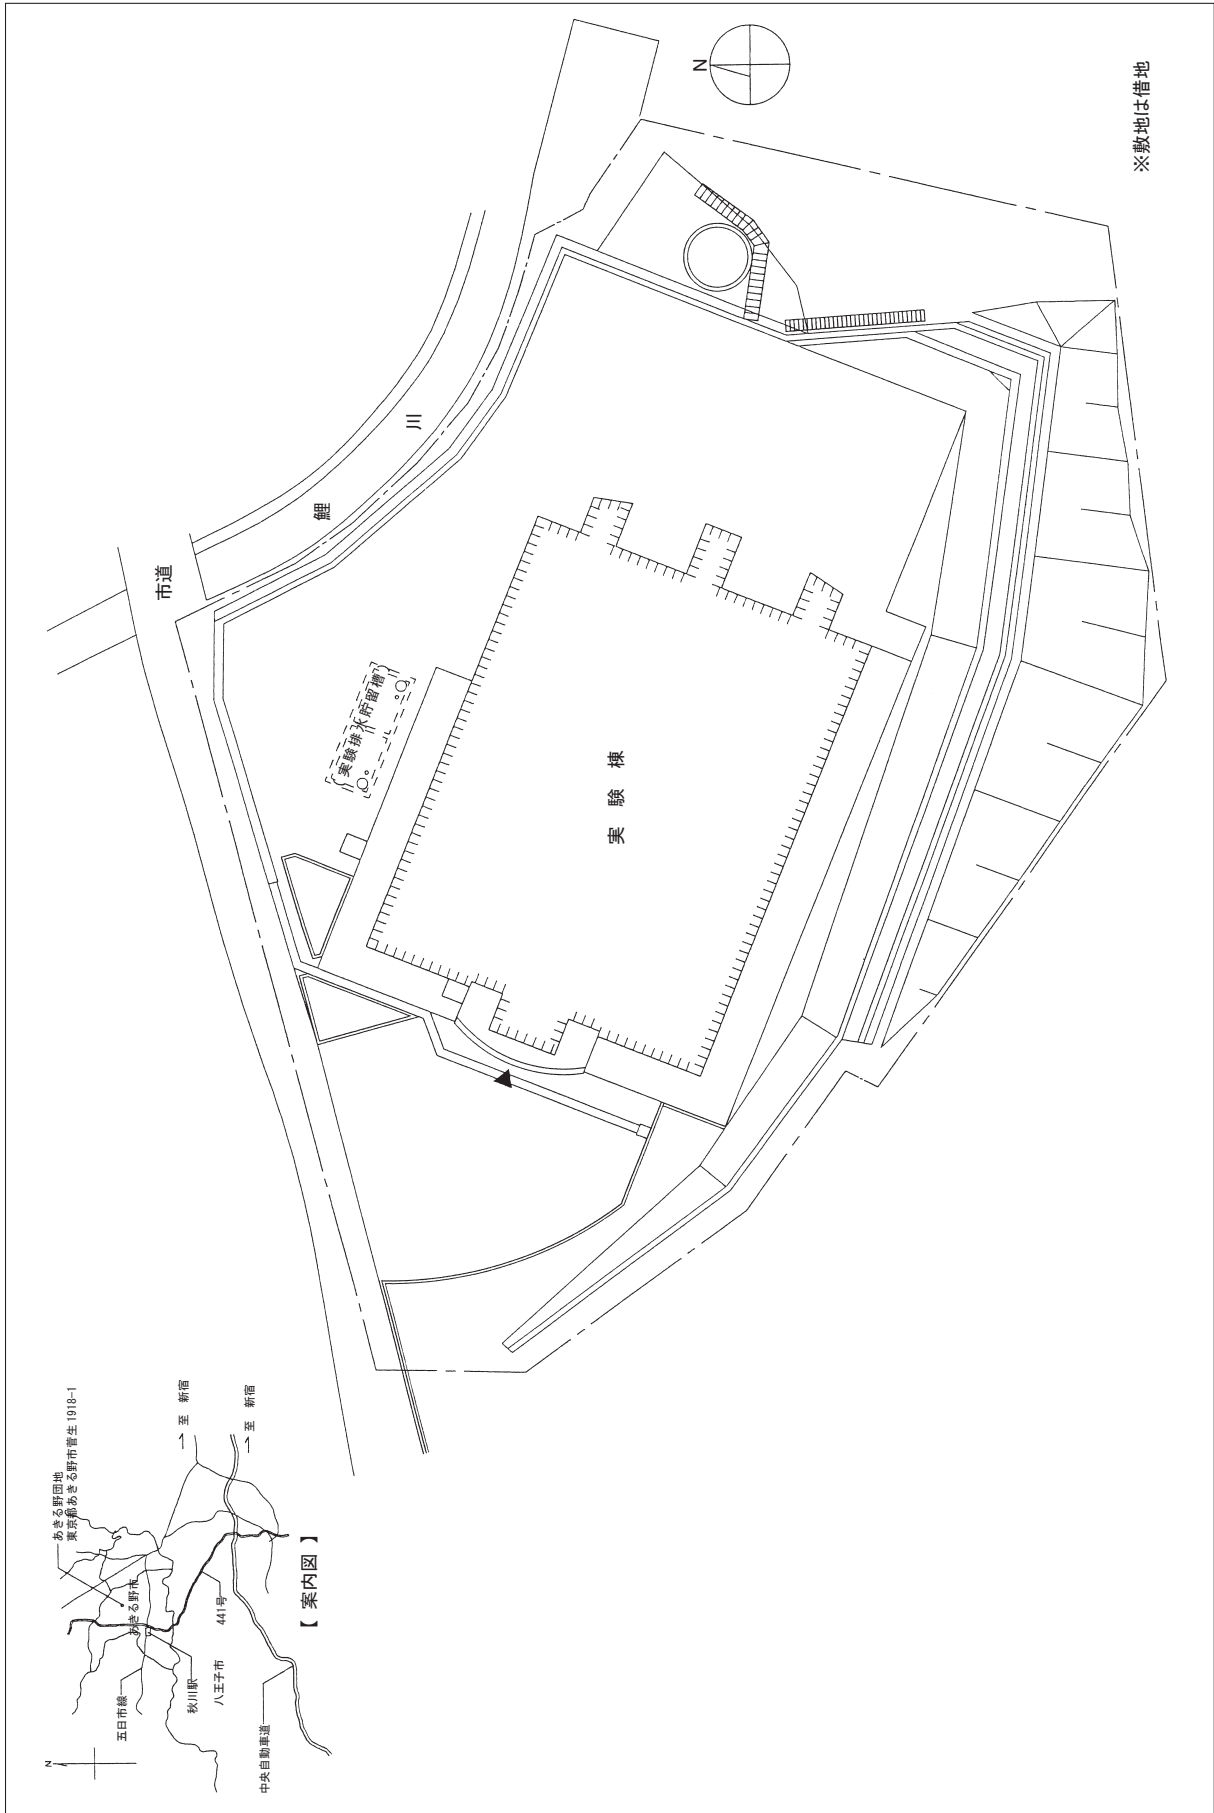 ※敷地は借地
N
市道
鯉川
実験排水貯留槽
実験棟
【 案内図 】
N
あきる野団地
東京都あきる野市菅生1918-1
至 新宿
至 新宿
あきる野市
441号
秋川駅
八王子市
五日市線
中央自動車道